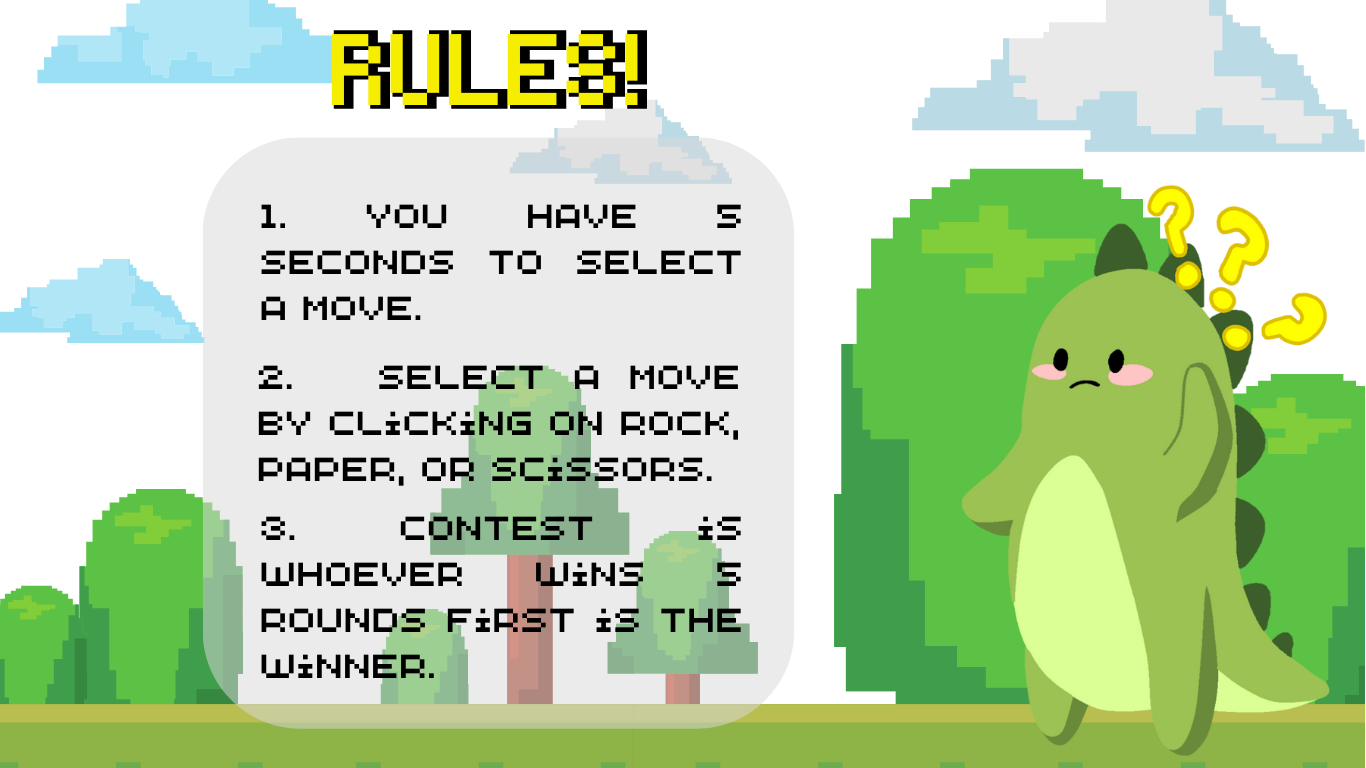 RULES!
1. YOU HAVE 5
SECONDS TO SELECT
A MOVE.
2. SELECT A MOVE
BY CLiCKiNG ON ROCK,
PAPER, OR SCiSSORS.
3. CONTEST iS
WHOEVER WiNS 5
ROUNDS FiRST iS THE
WiNNER.
? ? ?